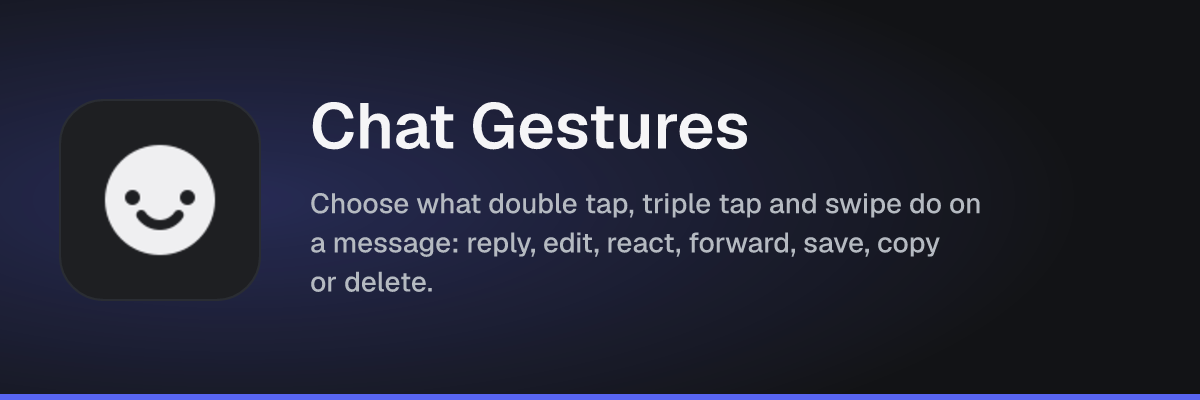 Chat Gestures
Choose what double tap, triple tap and swipe do on
a message: reply, edit, react, forward, save, copy
or delete.